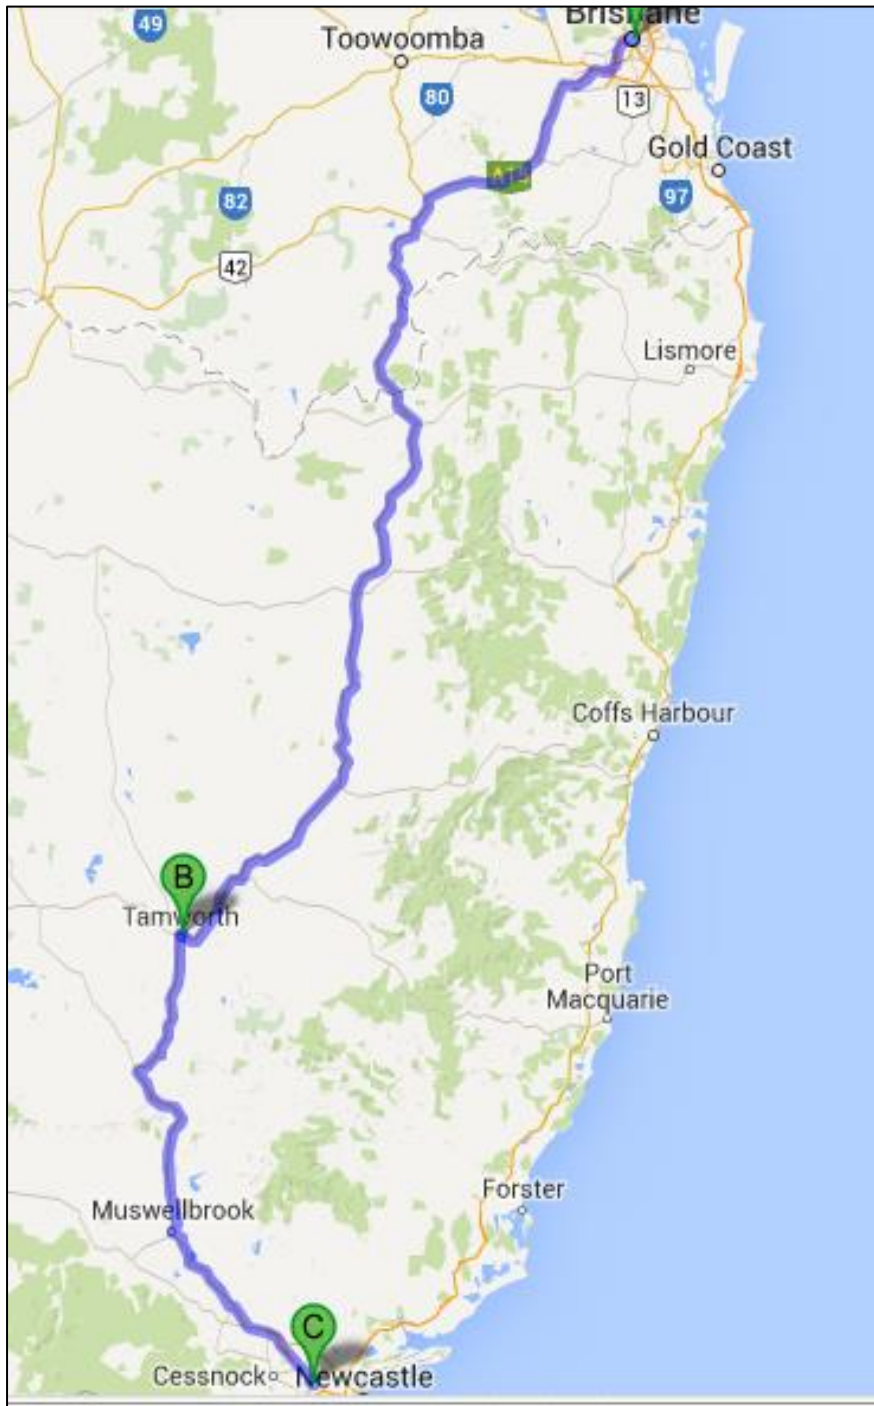 Brisbane
49
Toowoomba
80
13
Gold Coast
A15
82
97
42
Lismore
Coffs Harbour
B
Tamworth
Port
Macquarie
Forster
Muswellbrook
C
Cessnock
Newcastle